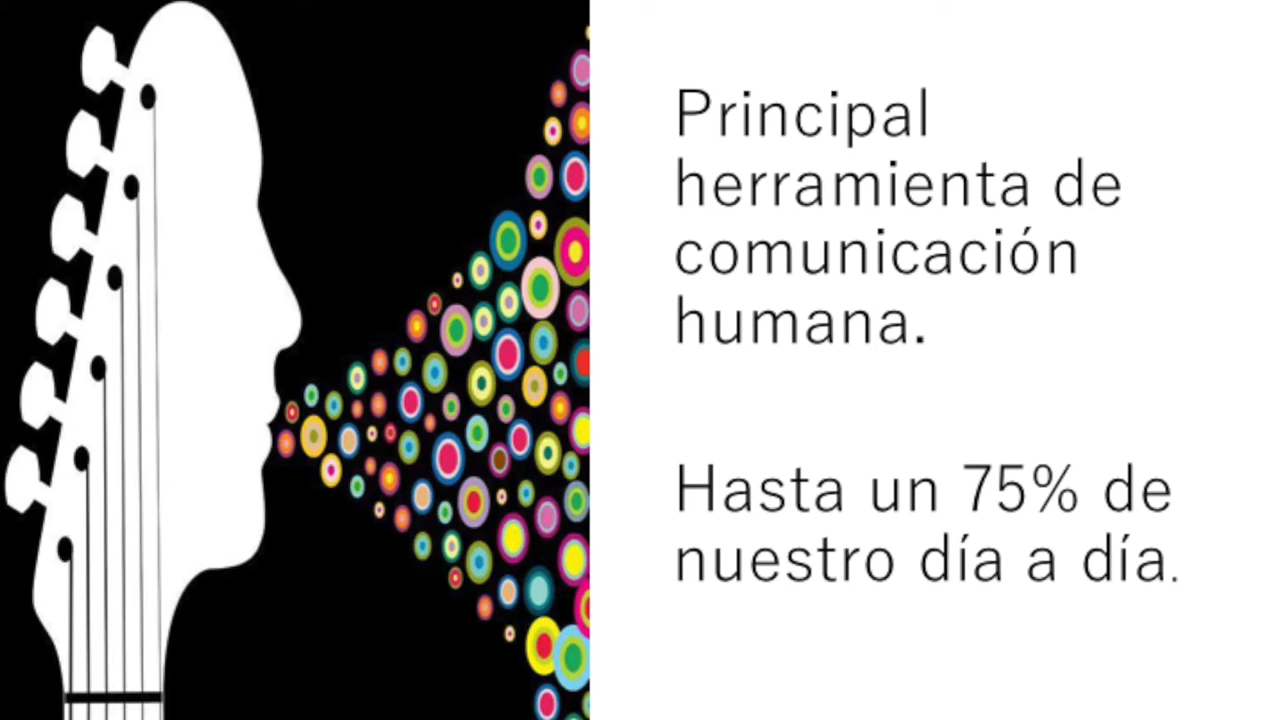 Principal
herramienta de
comunicación
humana.
Hasta un 75% de
nuestro día a día.